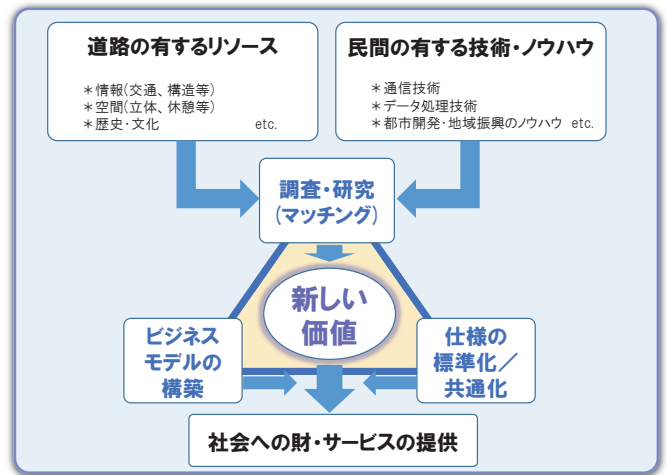 道路の有するリソース
＊情報(交通、構造等)
＊空間(立体、休憩等)
＊歴史・文化 etc.
民間の有する技術・ノウハウ
＊通信技術
＊データ処理技術
＊都市開発・地域振興のノウハウ etc.
調査・研究
(マッチング)
新しい
価値
ビジネス
モデルの
構築
仕様の
標準化／
共通化
社会への財・サービスの提供